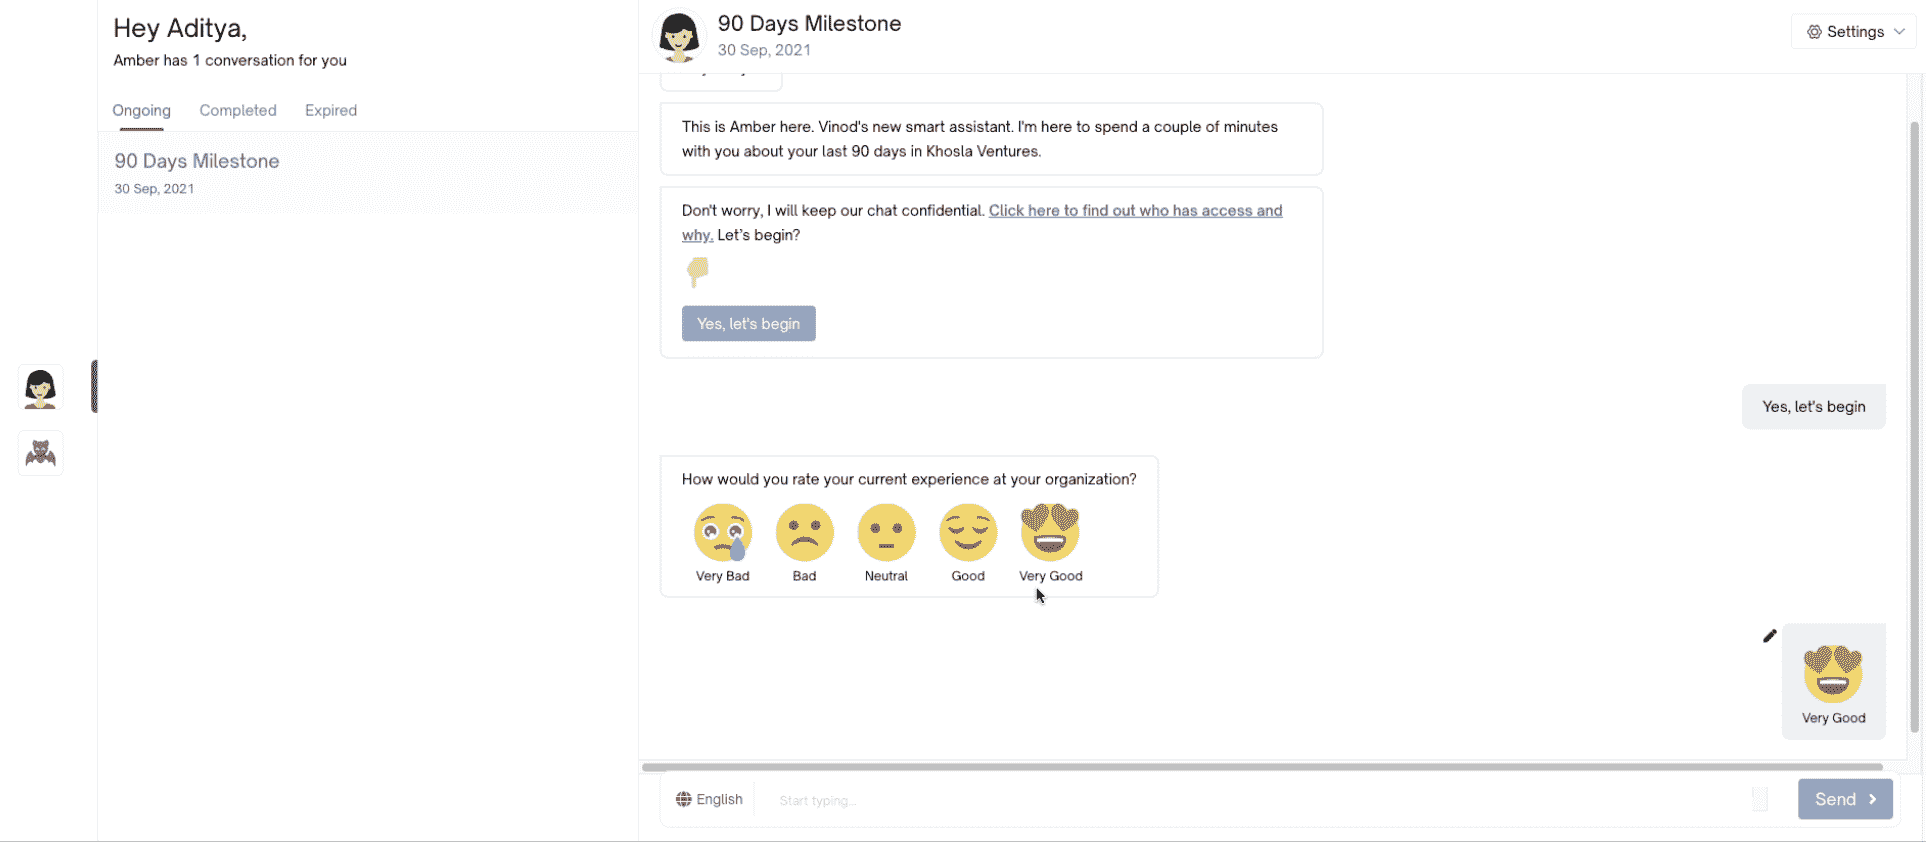 Hey Aditya,
Amber has 1 conversation for you
Ongoing Completed Expired
90 Days Milestone
30 Sep, 2021
90 Days Milestone
30 Sep, 2021
Settings
This is Amber here. Vinod's new smart assistant. I'm here to spend a couple of minutes
with you about your last 90 days in Khosla Ventures.
Don't worry, I will keep our chat confidential. Click here to find out who has access and
why. Let's begin?
Yes, let's begin
Yes, let's begin
How would you rate your current experience at your organization?
Very Bad Bad Neutral Good Very Good
Very Good
English
Start typing...
Send